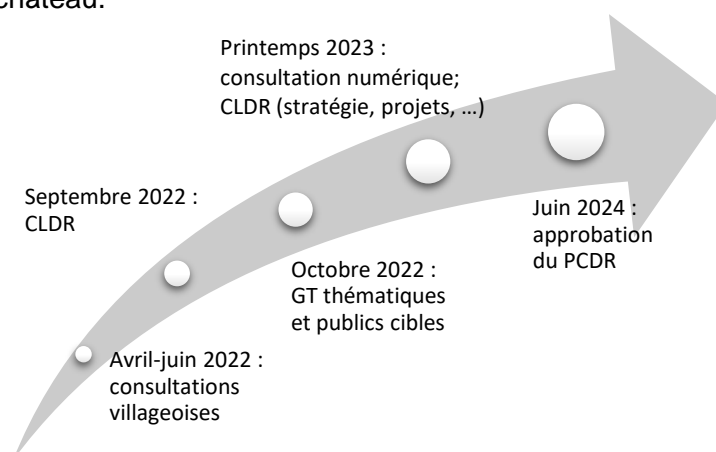 château.
Printemps 2023 :
consultation numérique;
CLDR (stratégie, projets, …)
Septembre 2022 :
CLDR
Juin 2024 :
approbation
du PCDR
Octobre 2022 :
GT thématiques
et publics cibles
Avril-juin 2022 :
consultations
villageoises